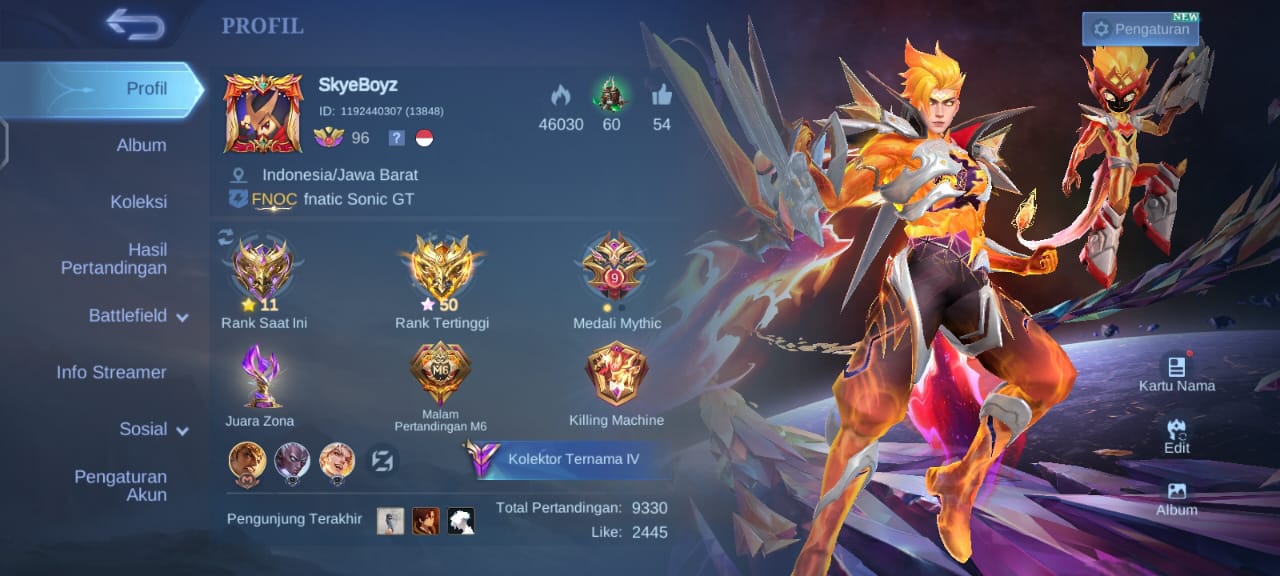 PROFIL
NEW
Pengaturan
Profil
Album
Koleksi
Hasil
Pertandingan
Battlefield
Info Streamer
Sosial
Pengaturan
Akun
SkyeBoyz
ID: 1192440307 (13848)
96
?
46030
60
54
Indonesia/Jawa Barat
FNOC fnatic Sonic GT
11
Rank Saat Ini
50
Rank Tertinggi
9
Medali Mythic
Juara Zona
M6
Malam
Pertandingan M6
Killing Machine
M
Kolektor Ternama IV
Pengunjung Terakhir
Total Pertandingan: 9330
Like: 2445
Kartu Nama
Edit
Album